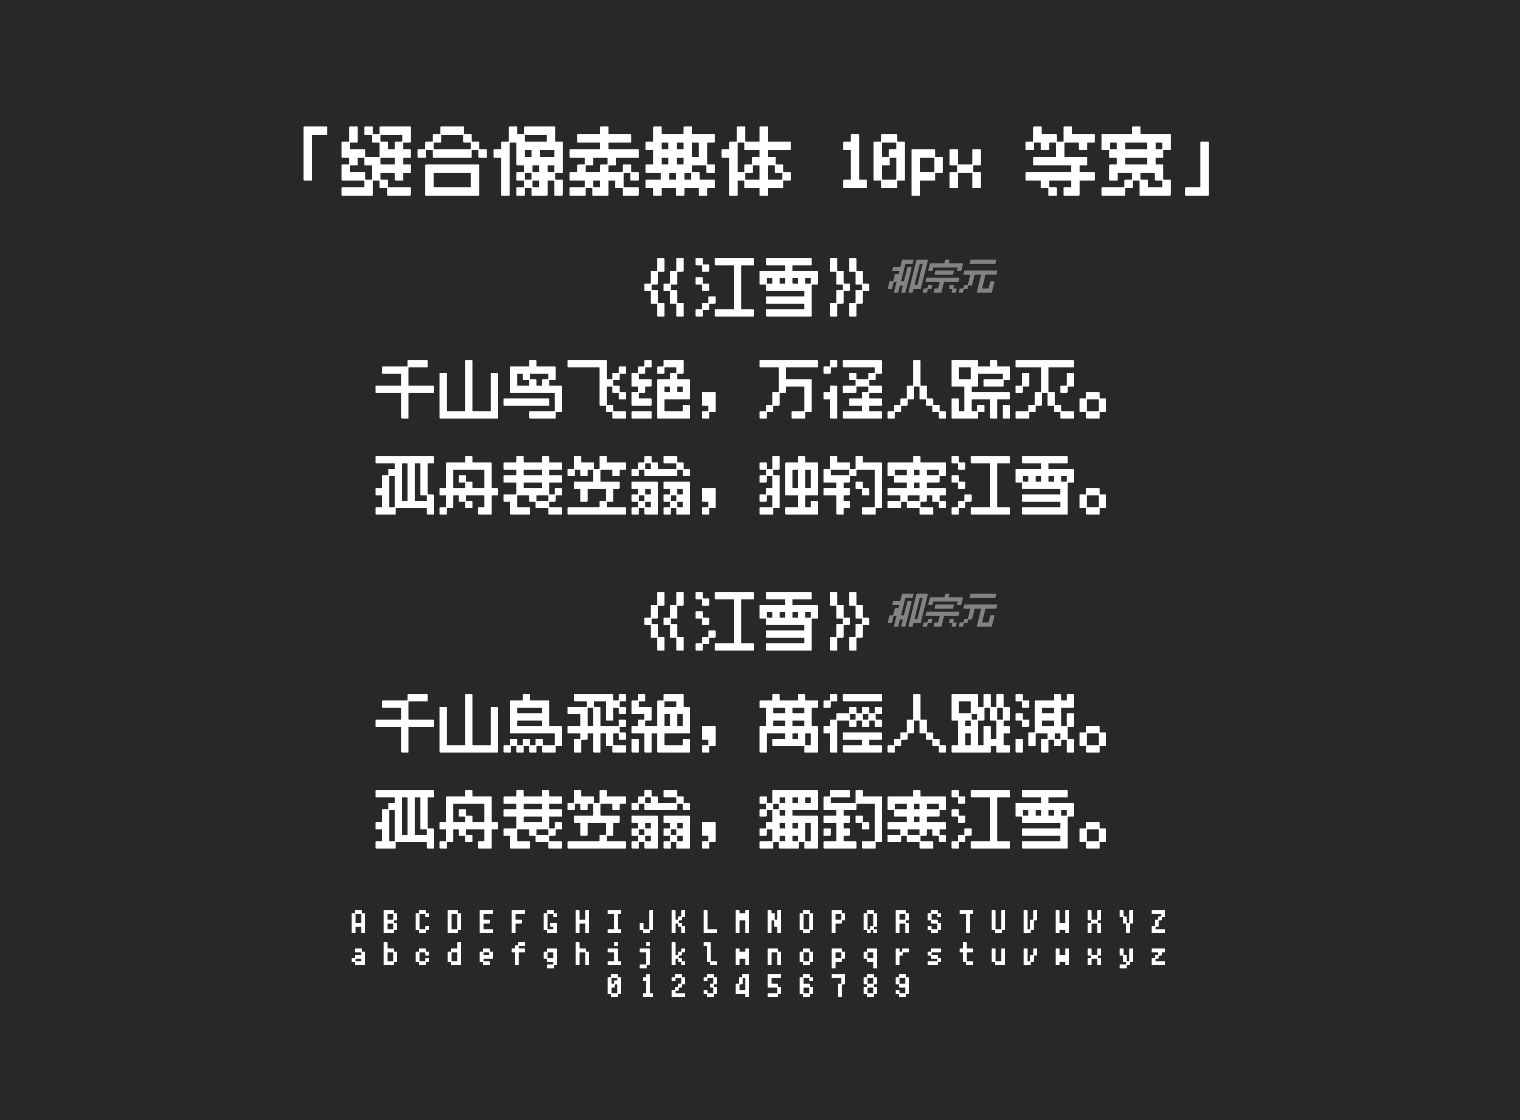 「缝合像素体 10px 等宽」
《江雪》 柳宗元
千山鸟飞绝，万径人踪灭。
孤舟蓑笠翁，独钓寒江雪。
《江雪》 柳宗元
千山鳥飛絕，萬徑人蹤滅。
孤舟蓑笠翁，獨釣寒江雪。
A B C D E F G H I J K L M N O P Q R S T U V W X Y Z
a b c d e f g h i j k l m n o p q r s t u v w x y z
0 1 2 3 4 5 6 7 8 9